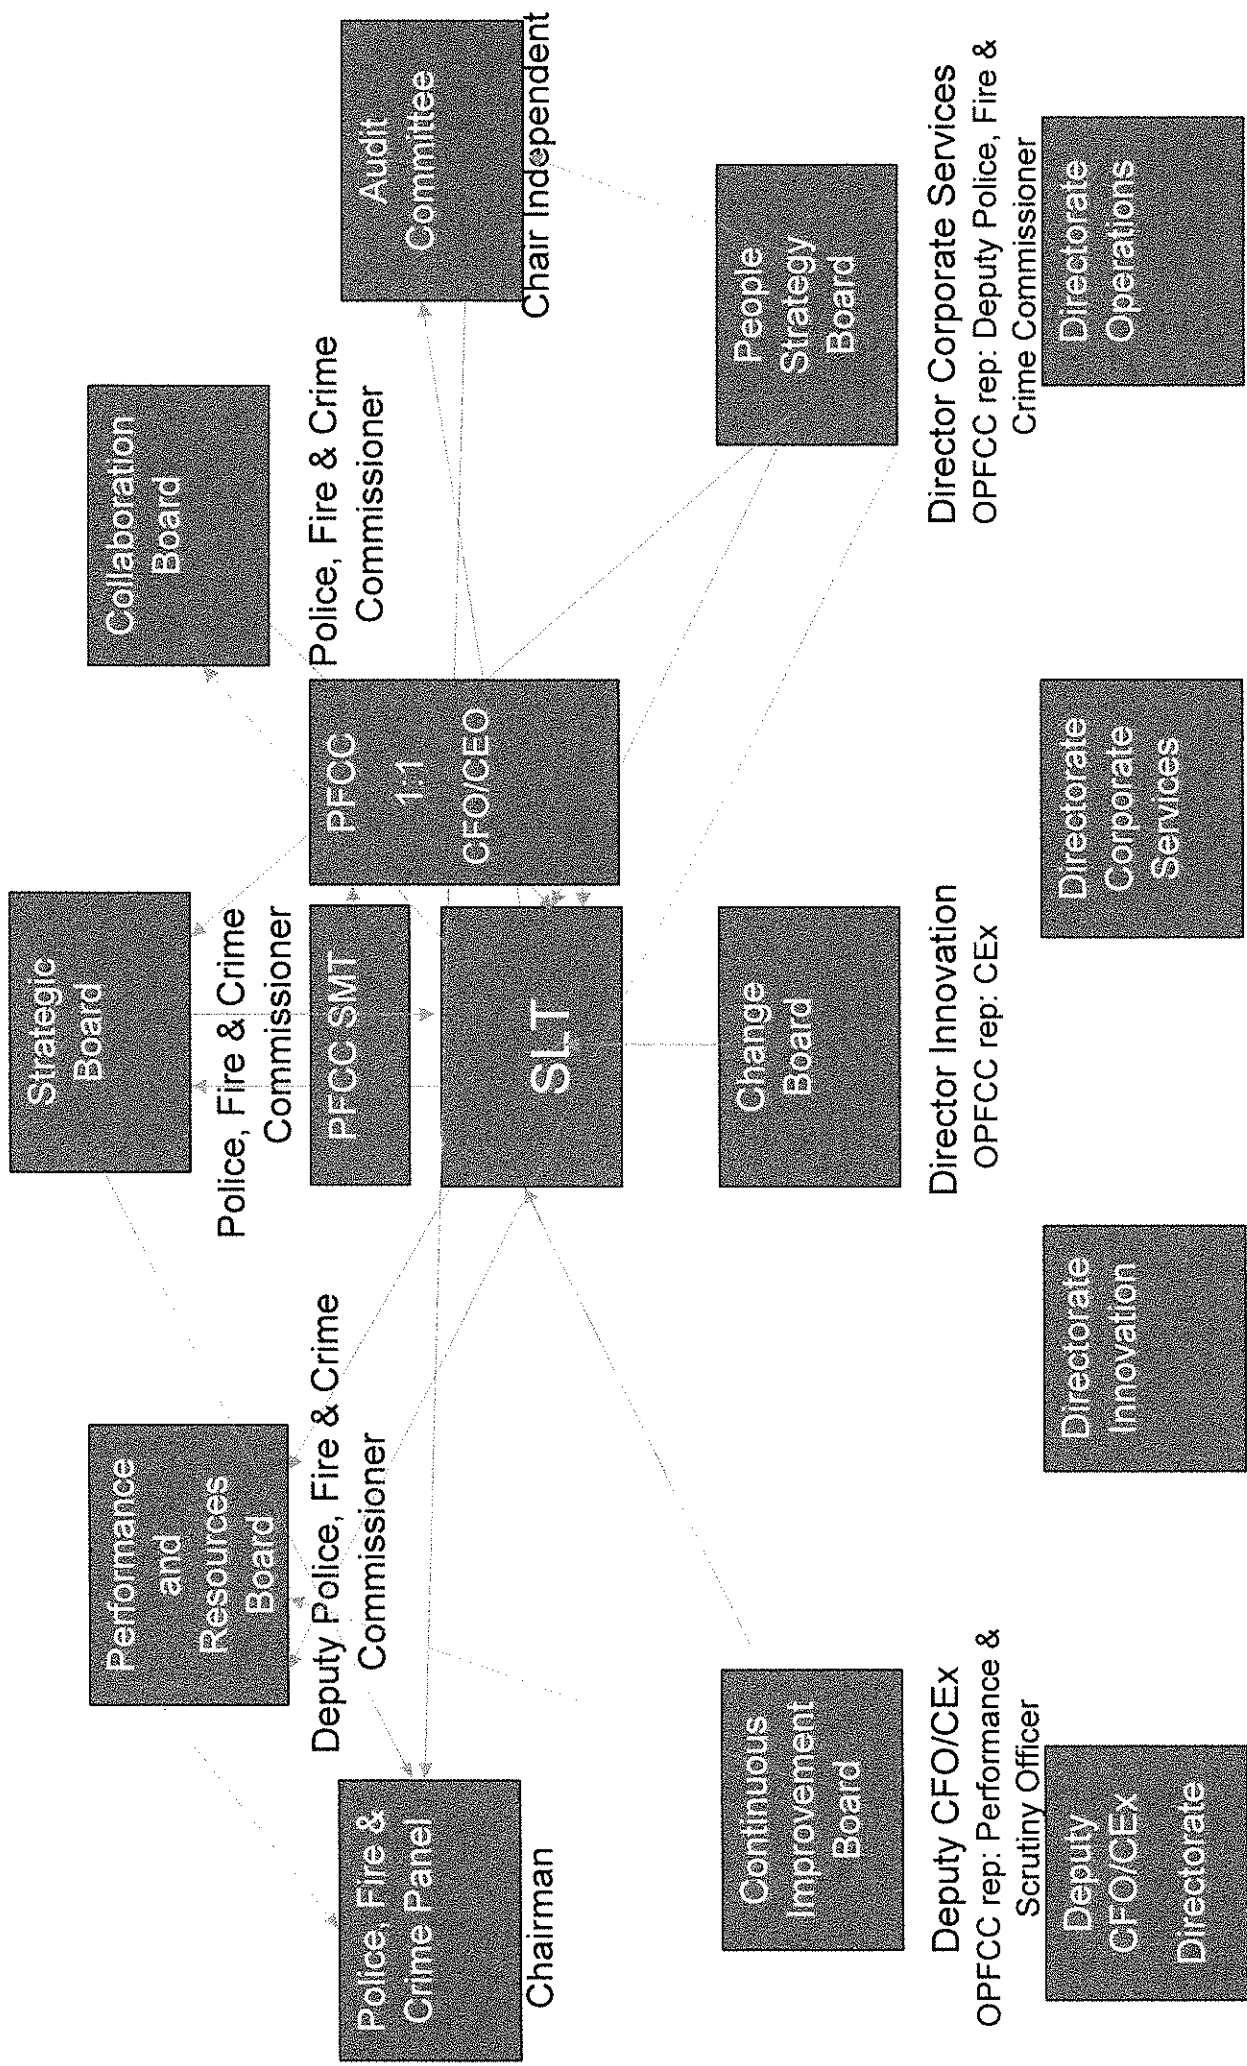 Strategic
Board
Police, Fire & Crime
Commissioner
Performance
and
Resources
Board
Deputy Police, Fire & Crime
Commissioner
Collaboration
Board
Police, Fire & Crime
Commissioner
Police, Fire &
Crime Panel
Chairman
PFCC SMT
PFCC
1:1
CFO/CEO
Audit
Committee
Chair Independent
SLT
Continuous
Improvement
Board
Deputy CFO/CEx
OPFCC rep: Performance &
Scrutiny Officer
Change
Board
Director Innovation
OPFCC rep: CEx
People
Strategy
Board
Director Corporate Services
OPFCC rep: Deputy Police, Fire &
Crime Commissioner
Deputy
CFO/CEx
Directorate
Directorate
Innovation
Directorate
Corporate
Services
Directorate
Operations